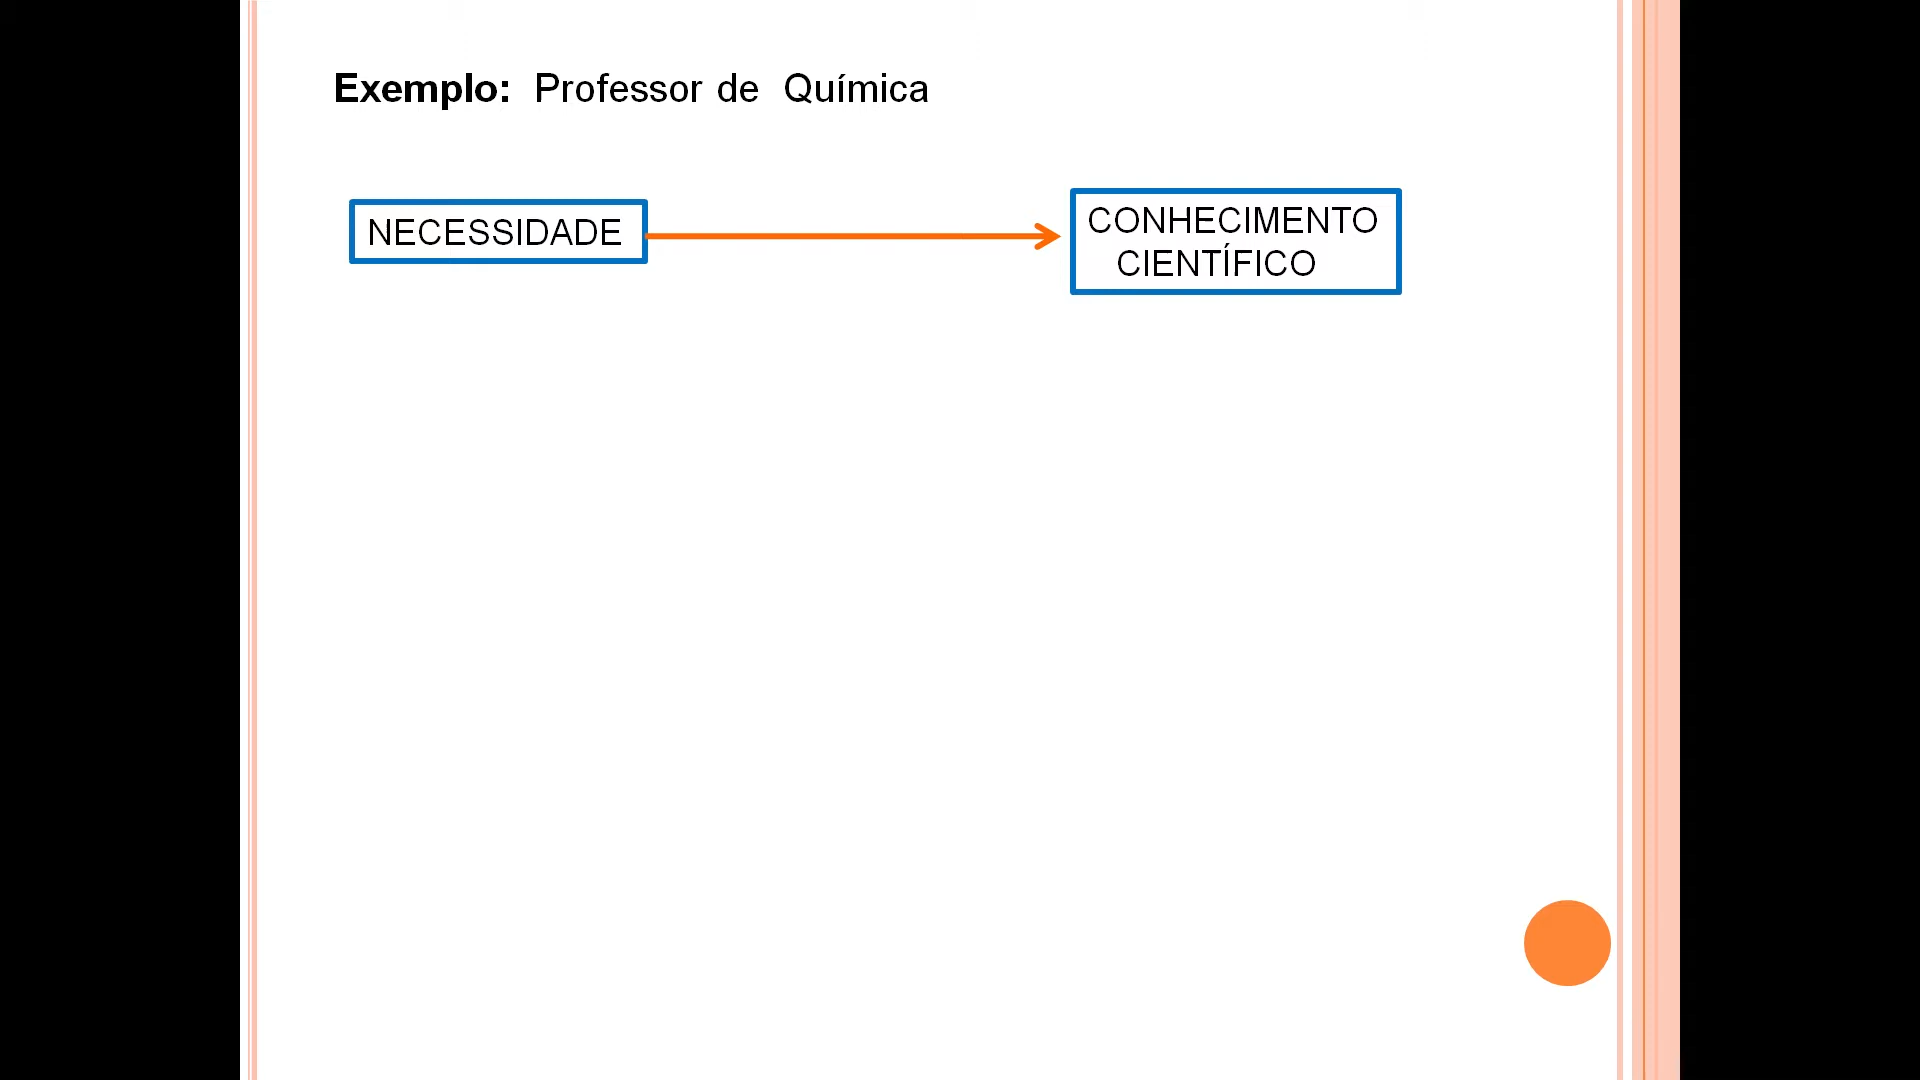 Exemplo: Professor de Química
NECESSIDADE
CONHECIMENTO
CIENTÍFICO